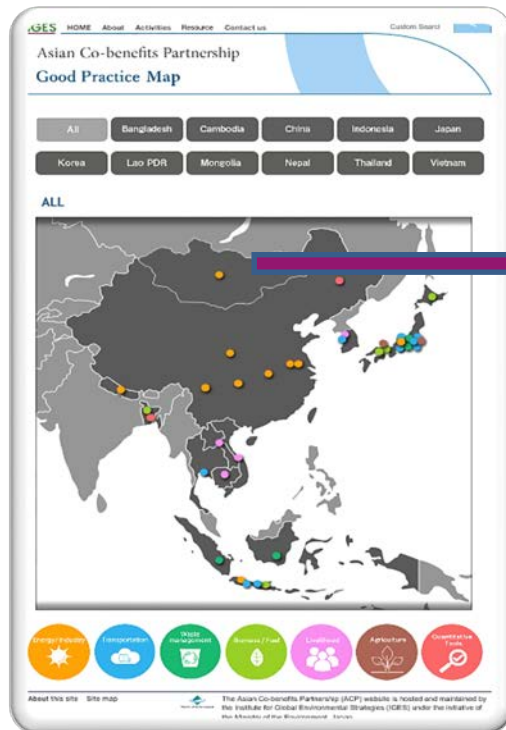 IGES HOME About Activities Resource Contact us Custom Search
Asian Co-benefits Partnership
Good Practice Map
All Bangladesh Cambodia China Indonesia Japan
Korea Lao PDR Mongolia Nepal Thailand Vietnam
ALL
Energy/Industry Transportation Waste management Biomass / Fuel Livelihood Agriculture Quantitative Tools
About this site Site map
The Asian Co-benefits Partnership (ACP) website is hosted and maintained by
the Institute for Global Environmental Strategies (IGES) under the initiative of
the Ministry of the Environment, Japan